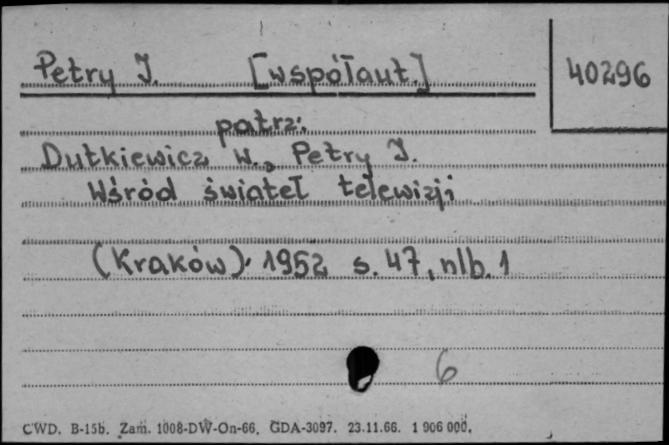 Petry J. [współaut.]
40296
patrz:
Dutkiewicz W., Petry J.
Wśród świateł telewizji
(Kraków). 1952 s. 47, nlb. 1
6
CWD. B-15b. Zam. 1008-DW-On-66. GDA-3097. 23.11.66. 1 906 000.